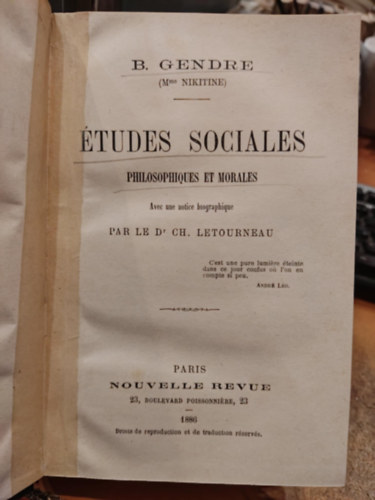 B. GENDRE
(Mme NIKITINE)
ÉTUDES SOCIALES
PHILOSOPHIQUES ET MORALES
Avec une notice biographique
PAR LE Dr CH. LETOURNEAU
C'est une pure lumière éteinte
dans ce jour confus où l'on en
compte si peu.
ANDRÉ LEO.
PARIS
NOUVELLE REVUE
23, BOULEVARD POISSONNIÈRE, 23
1886
Droits de reproduction et de traduction réservés.